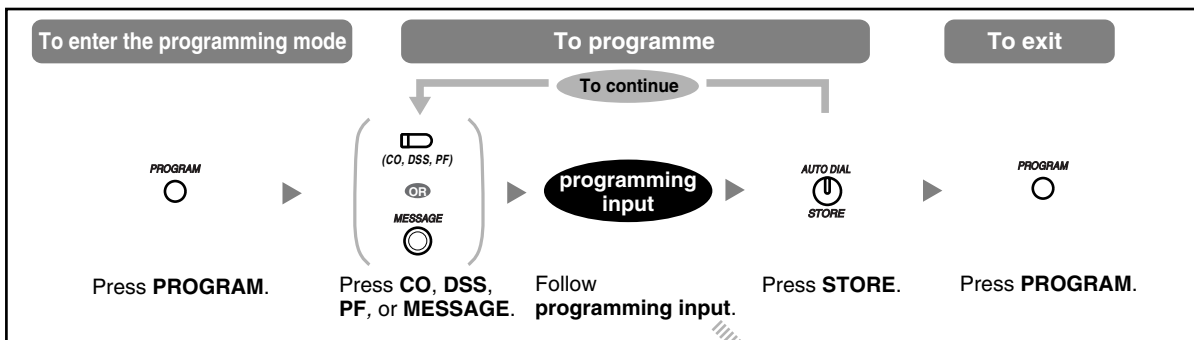 To enter the programming mode
To programme
To exit
To continue
PROGRAM
(CO, DSS, PF)
OR
MESSAGE
programming
input
AUTO DIAL
STORE
PROGRAM
Press PROGRAM.
Press CO, DSS,
PF, or MESSAGE.
Follow
programming input.
Press STORE.
Press PROGRAM.